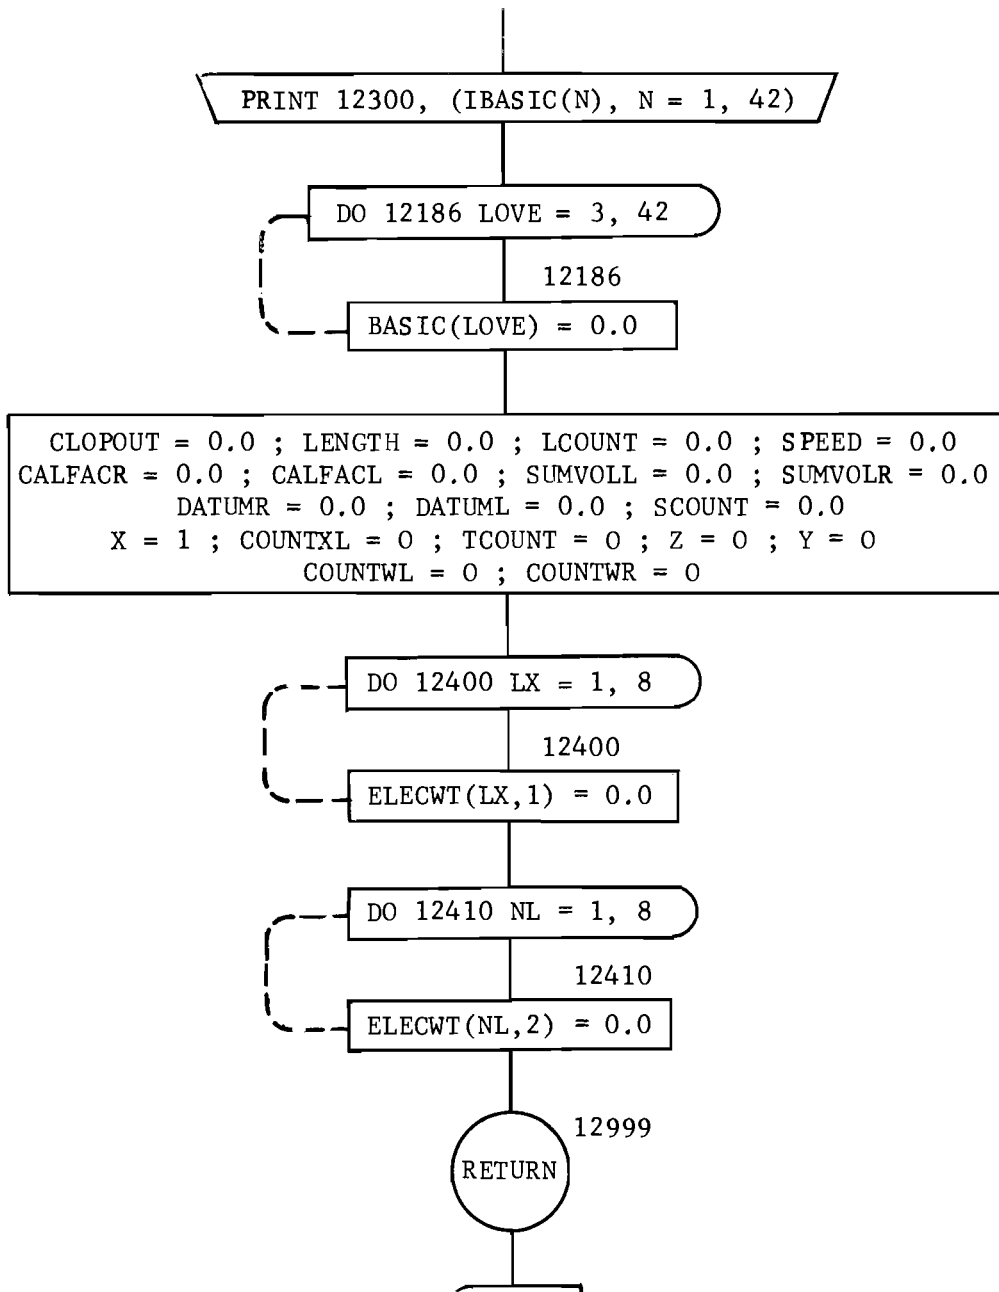 PRINT 12300, (IBASIC(N), N = 1, 42)
DO 12186 LOVE = 3, 42
12186
BASIC(LOVE) = 0.0
CLOPOUT = 0.0 ; LENGTH = 0.0 ; LCOUNT = 0.0 ; SPEED = 0.0
CALFACR = 0.0 ; CALFACL = 0.0 ; SUMVOLL = 0.0 ; SUMVOLR = 0.0
DATUMR = 0.0 ; DATUML = 0.0 ; SCOUNT = 0.0
X = 1 ; COUNTXL = 0 ; TCOUNT = 0 ; Z = 0 ; Y = 0
COUNTWL = 0 ; COUNTWR = 0
DO 12400 LX = 1, 8
12400
ELECWT(LX,1) = 0.0
DO 12410 NL = 1, 8
12410
ELECWT(NL,2) = 0.0
12999
RETURN